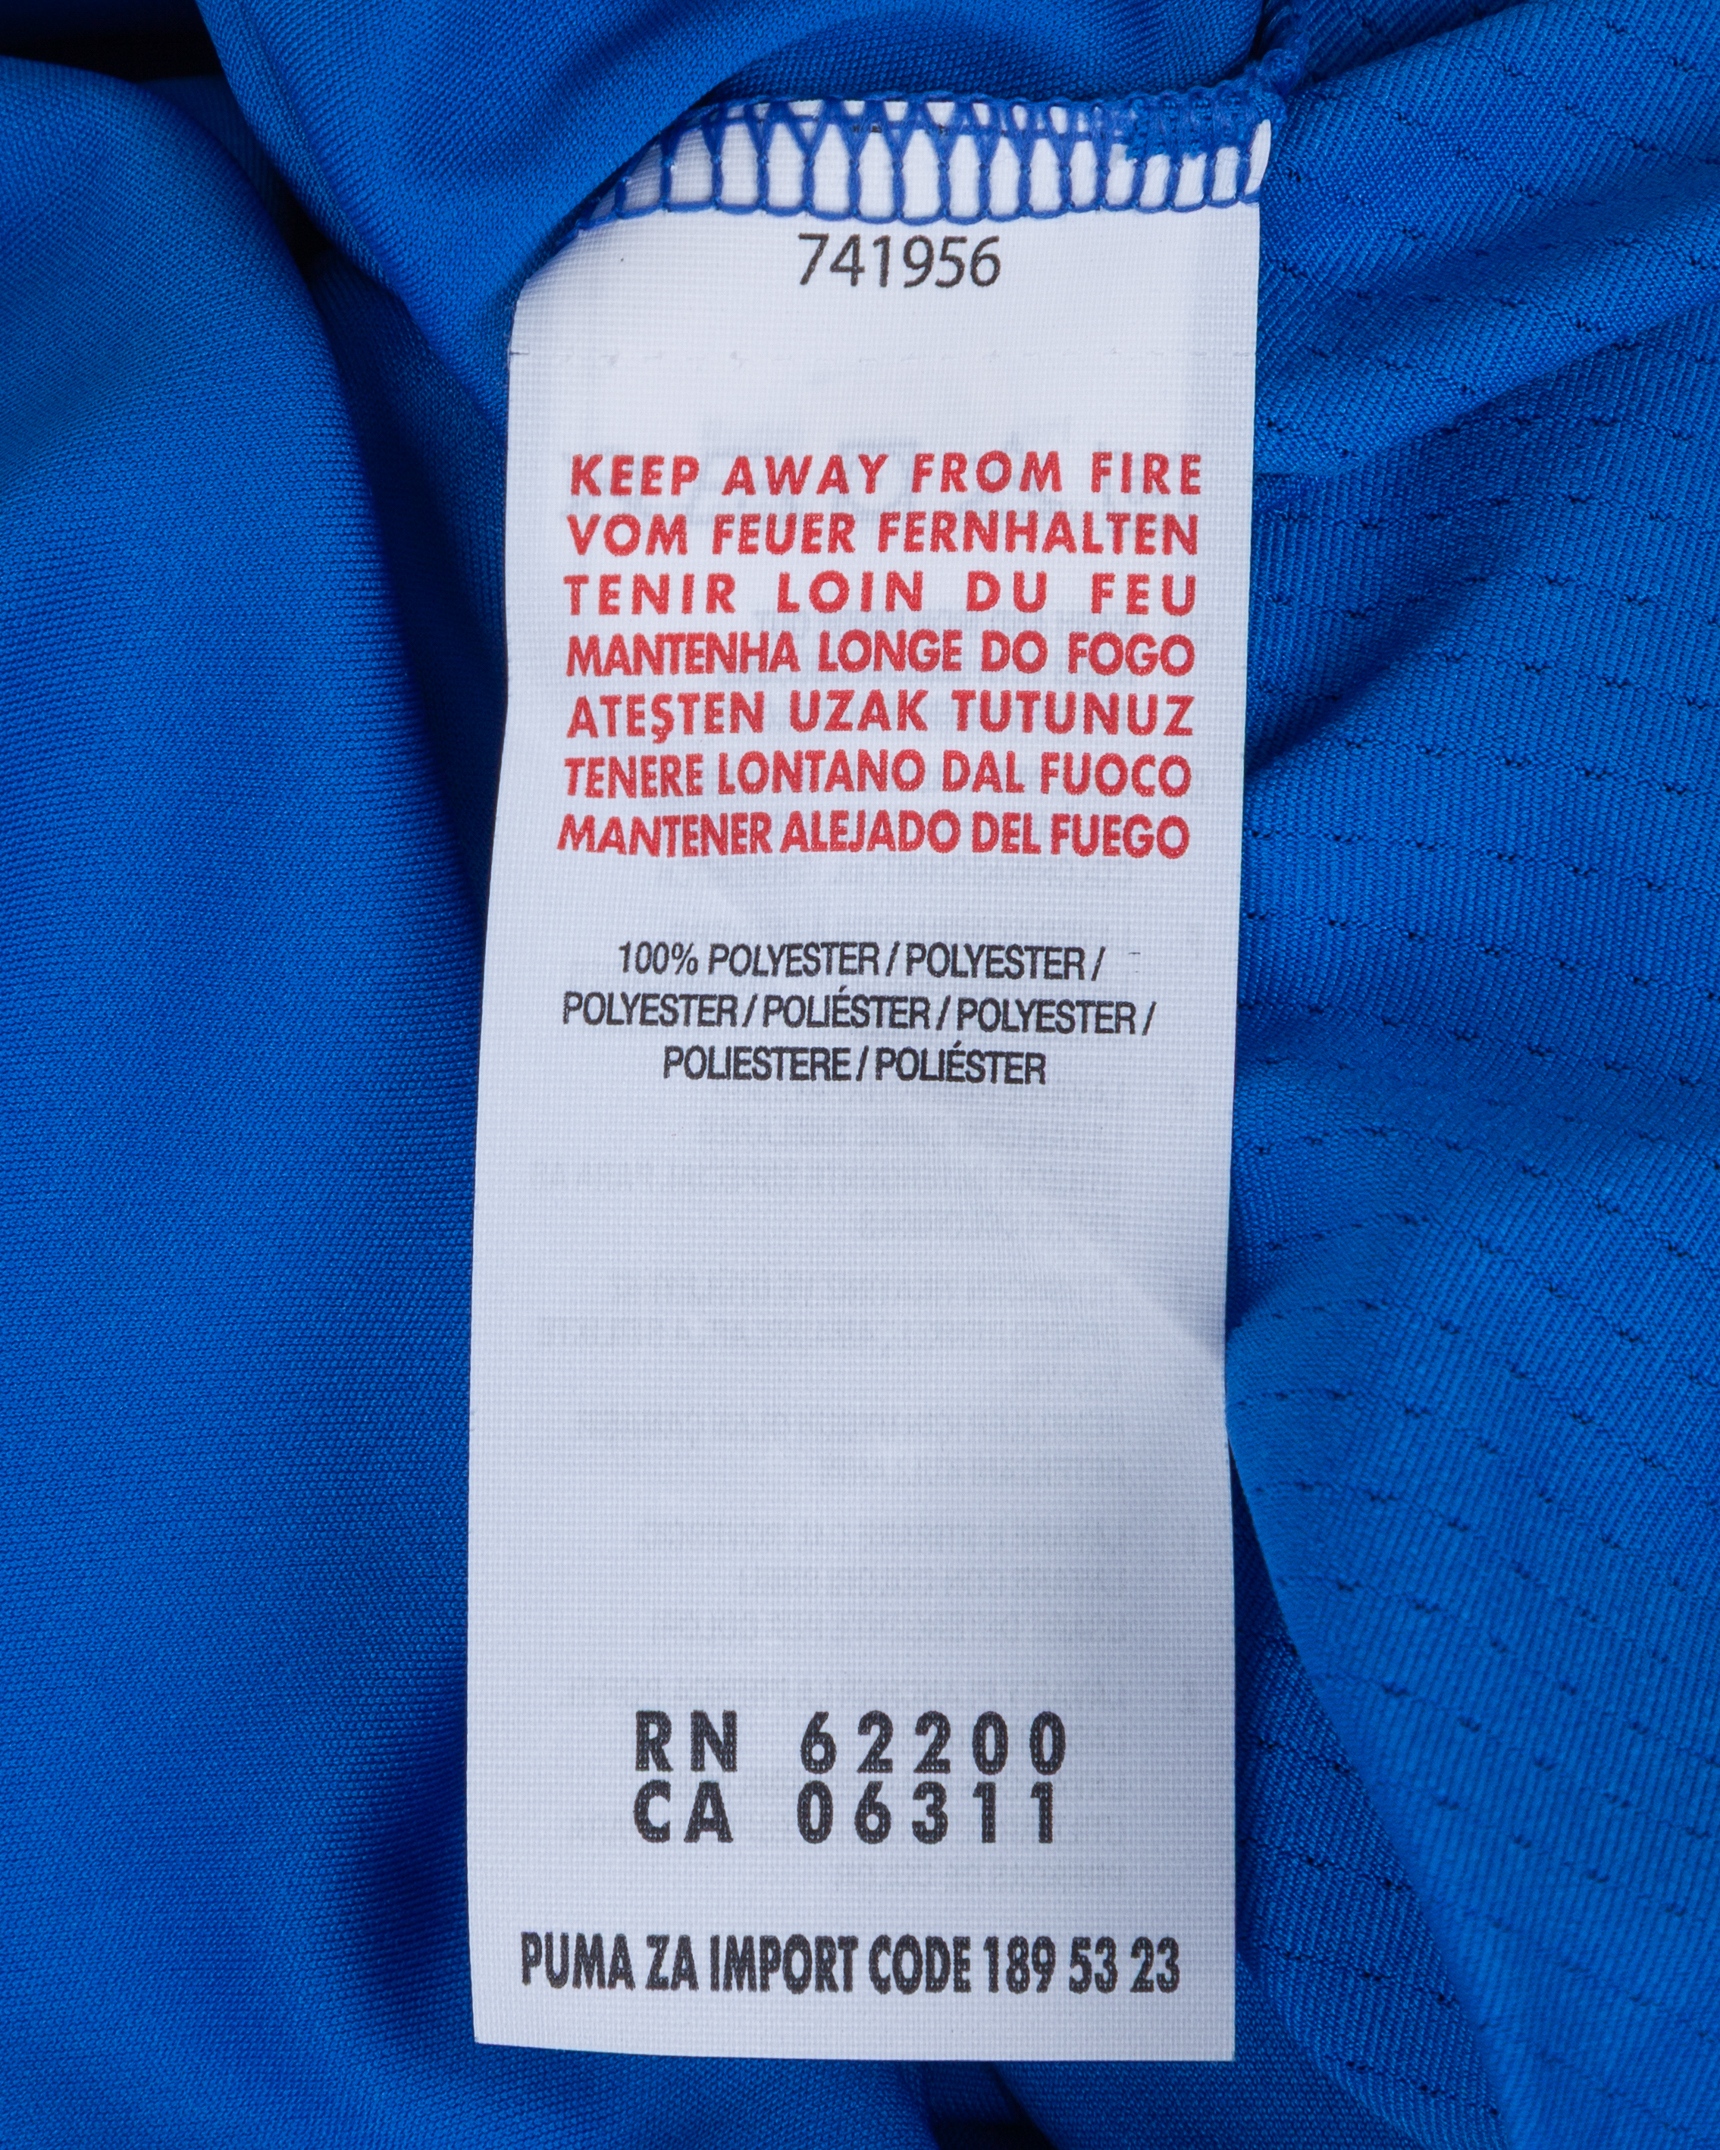 741956
KEEP AWAY FROM FIRE
VOM FEUER FERNHALTEN
TENIR LOIN DU FEU
MANTENHA LONGE DO FOGO
ATEŞTEN UZAK TUTUNUZ
TENERE LONTANO DAL FUOCO
MANTENER ALEJADO DEL FUEGO
100% POLYESTER / POLYESTER /
POLYESTER / POLIÉSTER / POLYESTER /
POLIESTERE / POLIÉSTER
RN 62200
CA 06311
PUMA ZA IMPORT CODE 189 53 23